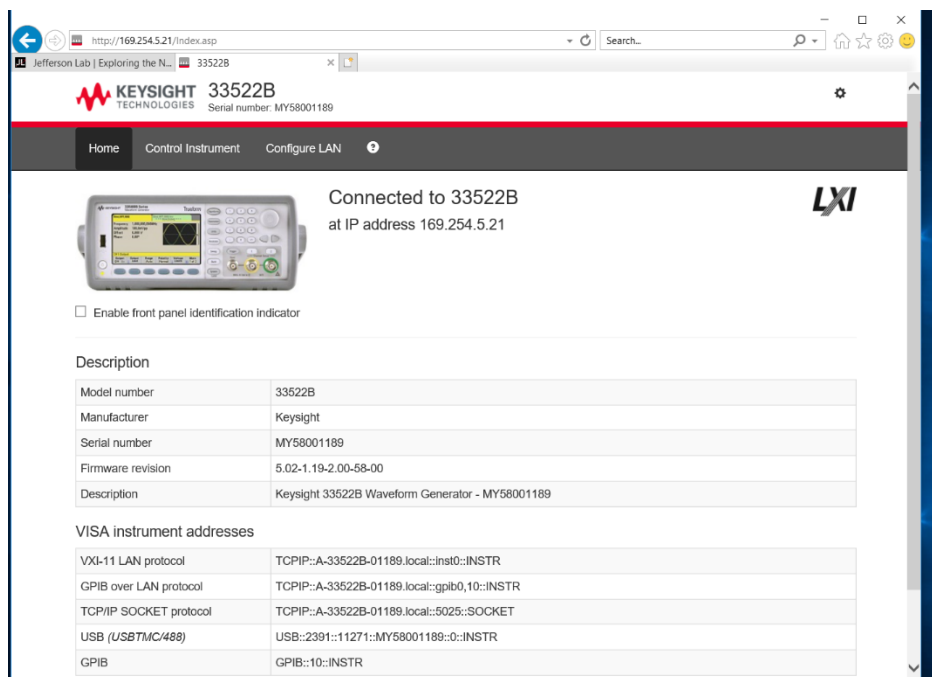 http://169.254.5.21/Index.asp
Search...
Jefferson Lab | Exploring the N...
33522B
KEYSIGHT
TECHNOLOGIES
33522B
Serial number: MY58001189
Home Control Instrument Configure LAN ?
Connected to 33522B
at IP address 169.254.5.21
LXI
Enable front panel identification indicator
Description
Model number 33522B
Manufacturer Keysight
Serial number MY58001189
Firmware revision 5.02-1.19-2.00-58-00
Description Keysight 33522B Waveform Generator - MY58001189
VISA instrument addresses
VXI-11 LAN protocol TCPIP::A-33522B-01189.local::inst0::INSTR
GPIB over LAN protocol TCPIP::A-33522B-01189.local::gpib0,10::INSTR
TCP/IP SOCKET protocol TCPIP::A-33522B-01189.local::5025::SOCKET
USB (USBTMC/488) USB::2391::11271::MY58001189::0::INSTR
GPIB GPIB::10::INSTR